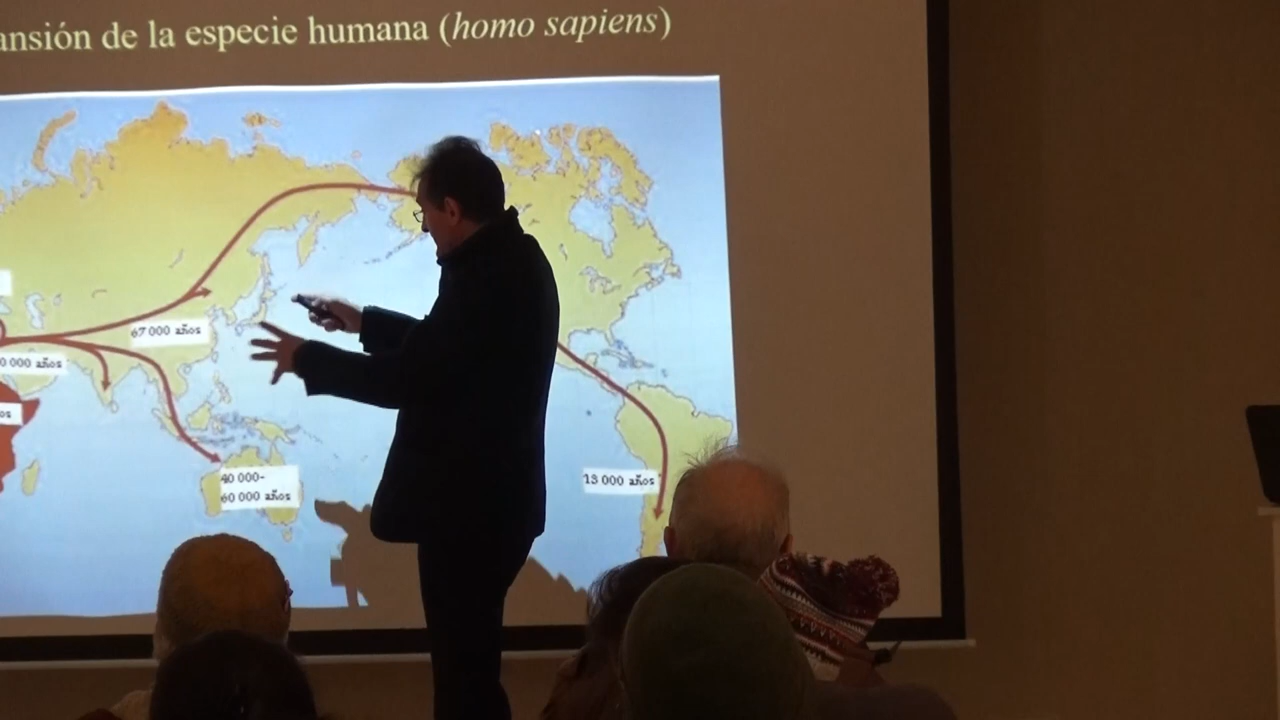 ansión de la especie humana (homo sapiens)
67 000 años
0 000 años
os
40 000-
60 000 años
13 000 años